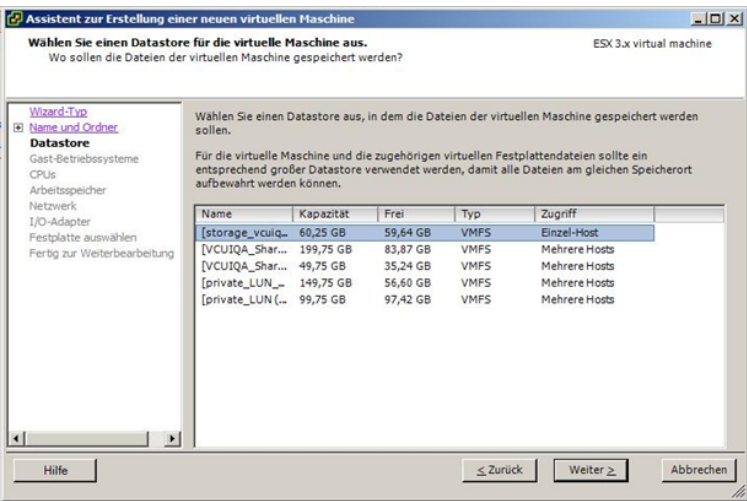 Assistent zur Erstellung einer neuen virtuellen Maschine
Wählen Sie einen Datastore für die virtuelle Maschine aus.
Wo sollen die Dateien der virtuellen Maschine gespeichert werden?
ESX 3.x virtual machine
Wizard-Typ
Name und Ordner
Datastore
Gast-Betriebssysteme
CPUs
Arbeitsspeicher
Netzwerk
I/O-Adapter
Festplatte auswählen
Fertig zur Weiterbearbeitung
Wählen Sie einen Datastore aus, in dem die Dateien der virtuellen Maschine gespeichert werden
sollen.
Für die virtuelle Maschine und die zugehörigen virtuellen Festplattendateien sollte ein
entsprechend großer Datastore verwendet werden, damit alle Dateien am gleichen Speicherort
aufbewahrt werden können.
Name Kapazität Frei Typ Zugriff
[storage_vcuiq... 60,25 GB 59,64 GB VMFS Einzel-Host
[VCUIQA_Shar... 199,75 GB 83,87 GB VMFS Mehrere Hosts
[VCUIQA_Shar... 49,75 GB 35,24 GB VMFS Mehrere Hosts
[private_LUN_... 149,75 GB 56,60 GB VMFS Mehrere Hosts
[private_LUN (... 99,75 GB 97,42 GB VMFS Mehrere Hosts
Hilfe
< Zurück
Weiter >
Abbrechen